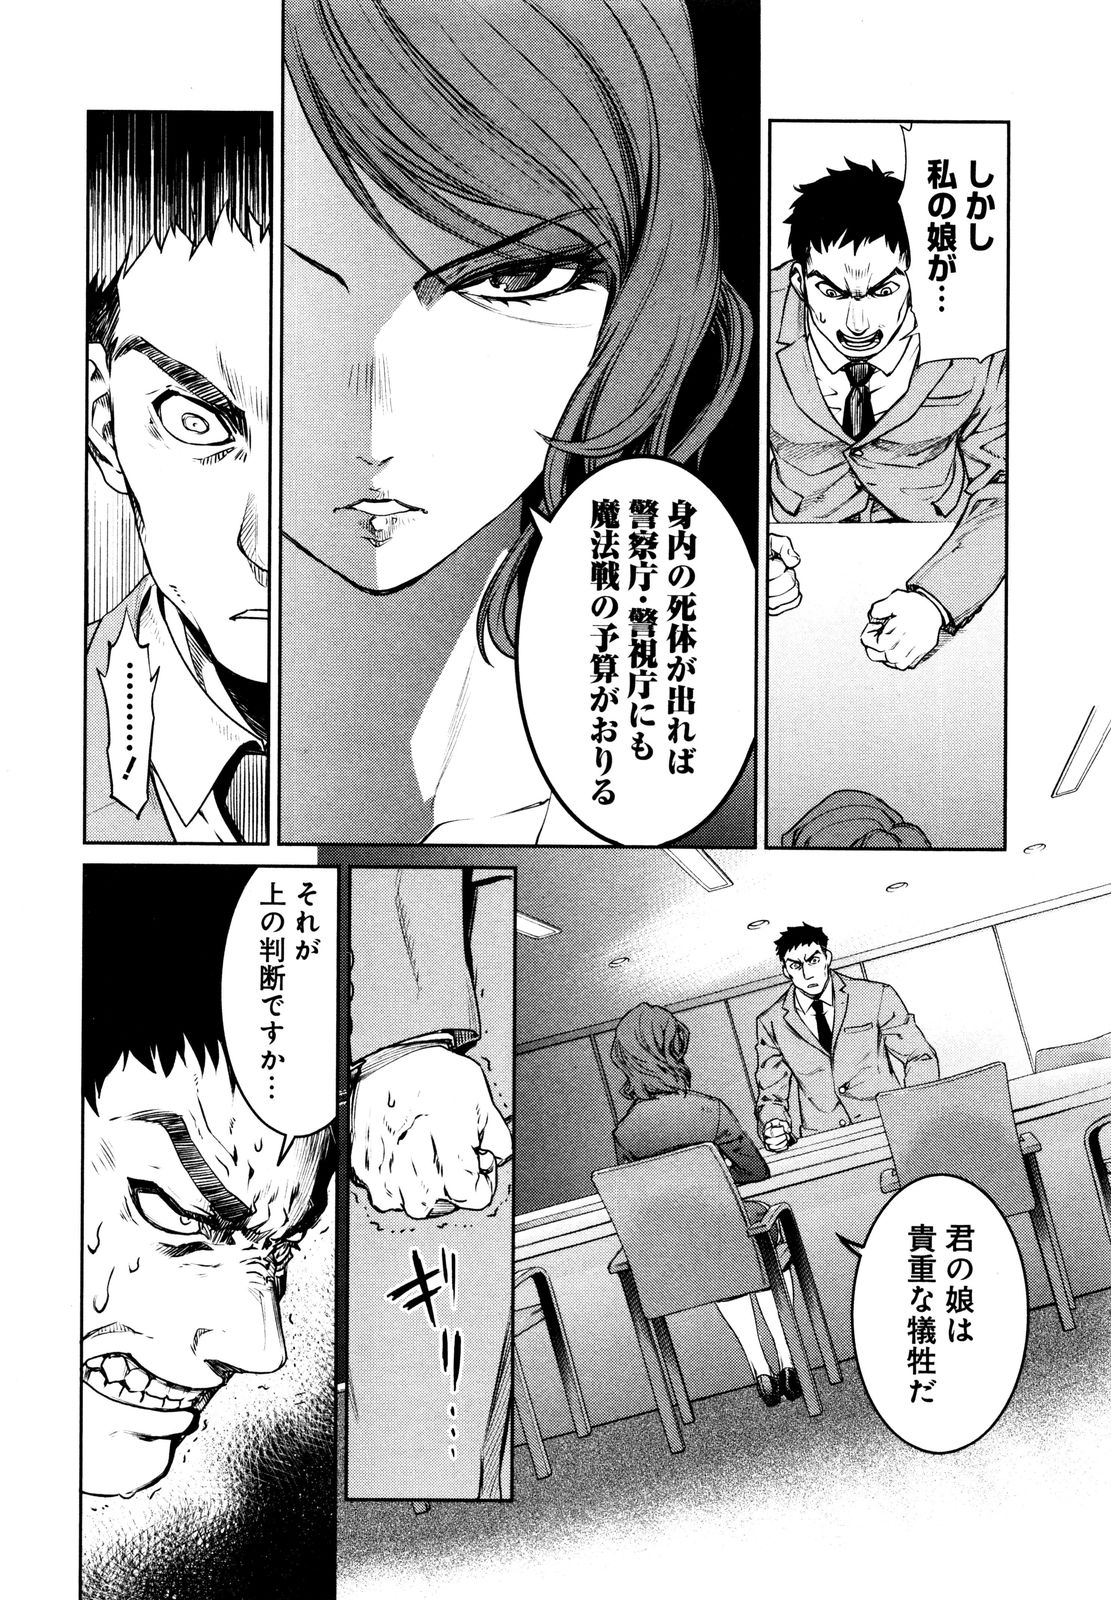 しかし
私の娘が…
身内の死体が出れば
警察庁・警視庁にも
魔法戦の予算がおりる
………！
君の娘は
貴重な犠牲だ
ギリ……
それが
上の判断ですか…